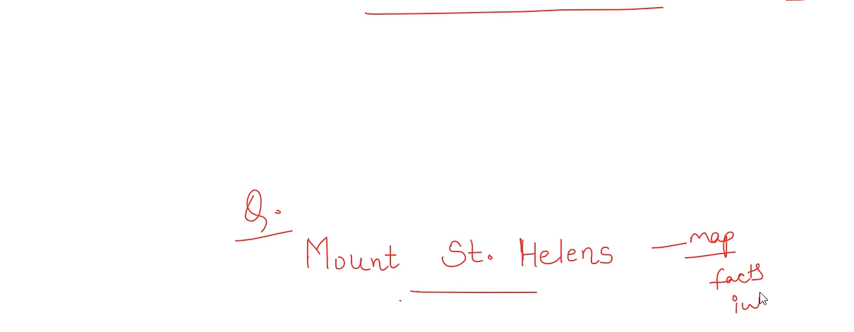 Q.
Mount St. Helens — map
facts